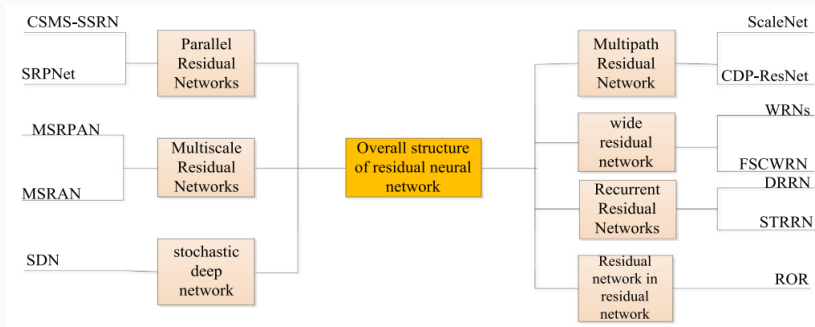 CSMS-SSRN
SRPNet
Parallel
Residual
Networks
MSRPAN
MSRAN
Multiscale
Residual
Networks
SDN
stochastic
deep
network
Overall structure
of residual neural
network
Multipath
Residual
Network
ScaleNet
CDP-ResNet
wide
residual
network
WRNs
FSCWRN
Recurrent
Residual
Networks
DRRN
STRRN
Residual
network in
residual
network
ROR